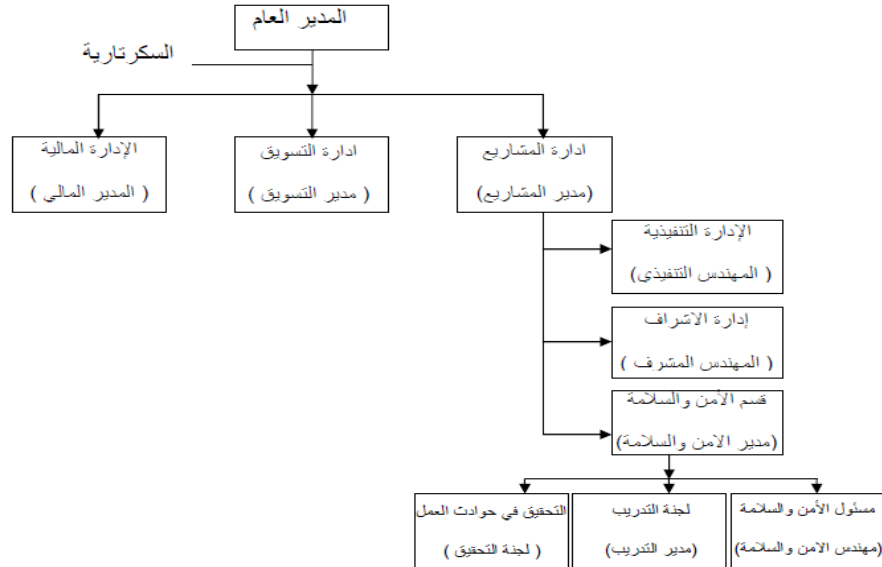 المدير العام
السكرتارية
ادارة المشاريع
(مدير المشاريع)
ادارة التسويق
( مدير التسويق )
الإدارة المالية
( المدير المالي )
الإدارة التنفيذية
( المهندس التنفيذي)
إدارة الاشراف
( المهندس المشرف )
قسم الأمن والسلامة
(مدير الامن والسلامة)
مسئول الأمن والسلامة
(مهندس الامن والسلامة)
لجنة التدريب
(مدير التدريب)
التحقيق في حوادث العمل
( لجنة التحقيق )